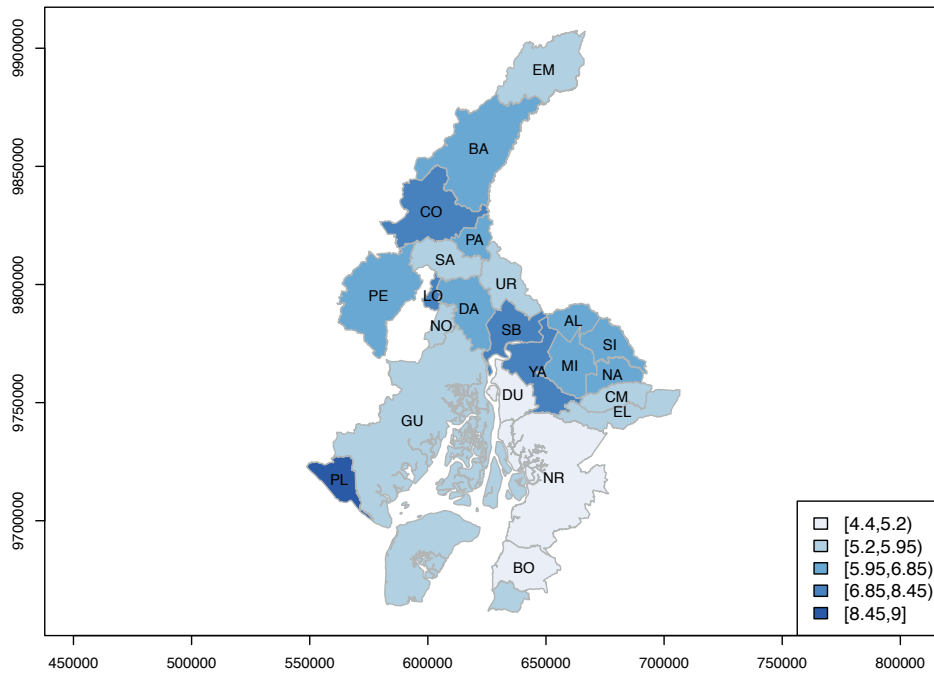 9900000
9850000
9800000
9750000
9700000
EM
BA
CO
PA
SA
UR
PE
LO
DA
NO
SB
AL
SI
YA
MI
NA
DU
CM
EL
GU
PL
NR
BO
[4.4,5.2)
[5.2,5.95)
[5.95,6.85)
[6.85,8.45)
[8.45,9]
450000 500000 550000 600000 650000 700000 750000 800000